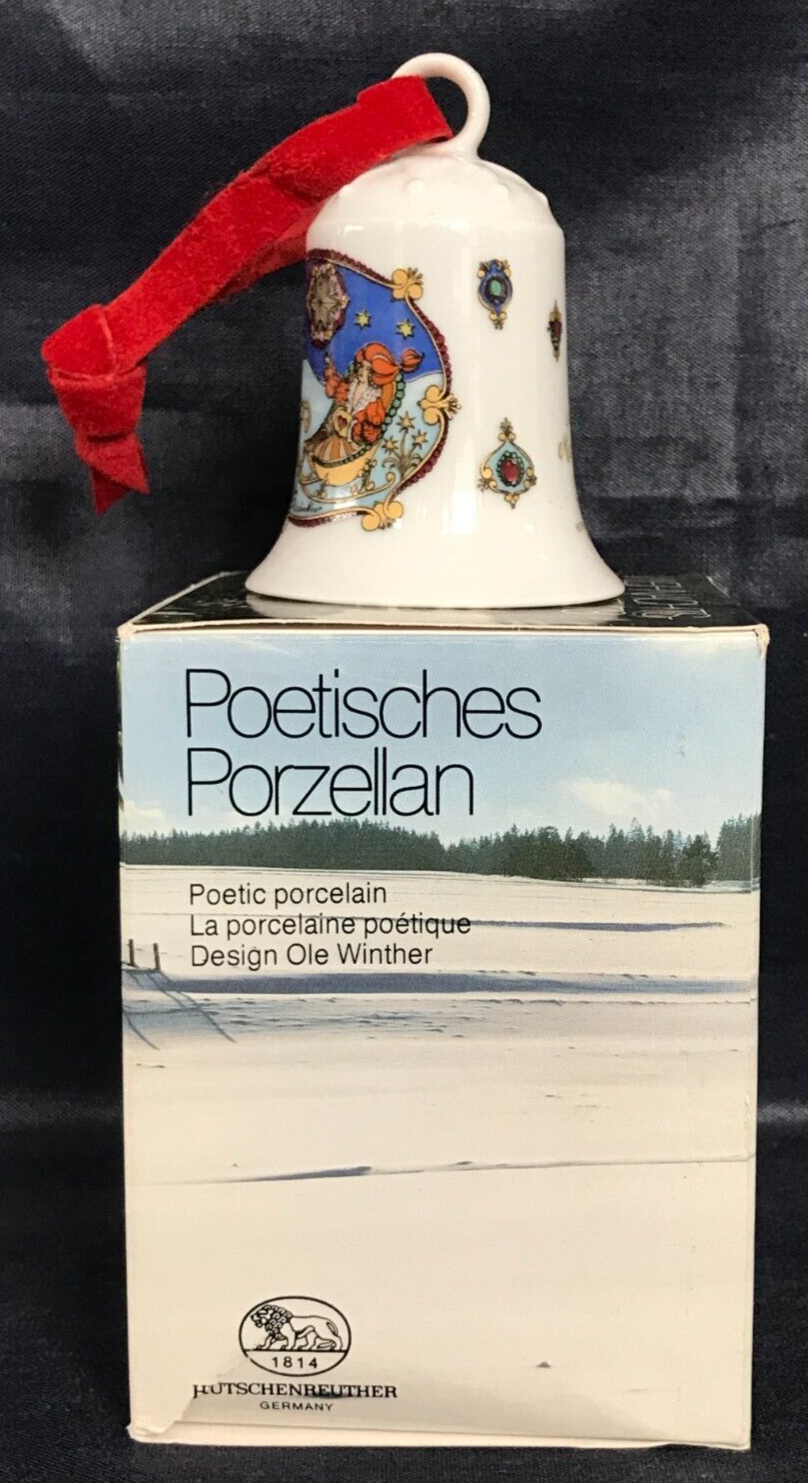 Poetisches
Porzellan
Poetic porcelain
La porcelaine poétique
Design Ole Winther
1814
HUTSCHENREUTHER
GERMANY